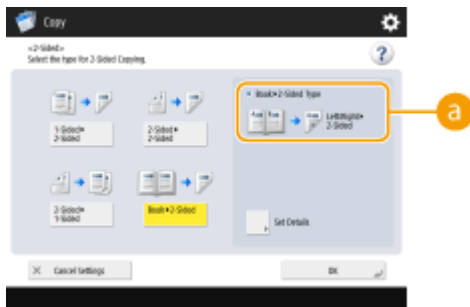 Copy
<2-Sided>
Select the type for 2-Sided Copying.
?
1-Sided▶
2-Sided
2-Sided▶
2-Sided
2-Sided▶
1-Sided
Book▶2-Sided
Book▶2-Sided Type
Left/Right▶
2-Sided
Set Details
Cancel Settings
OK
a